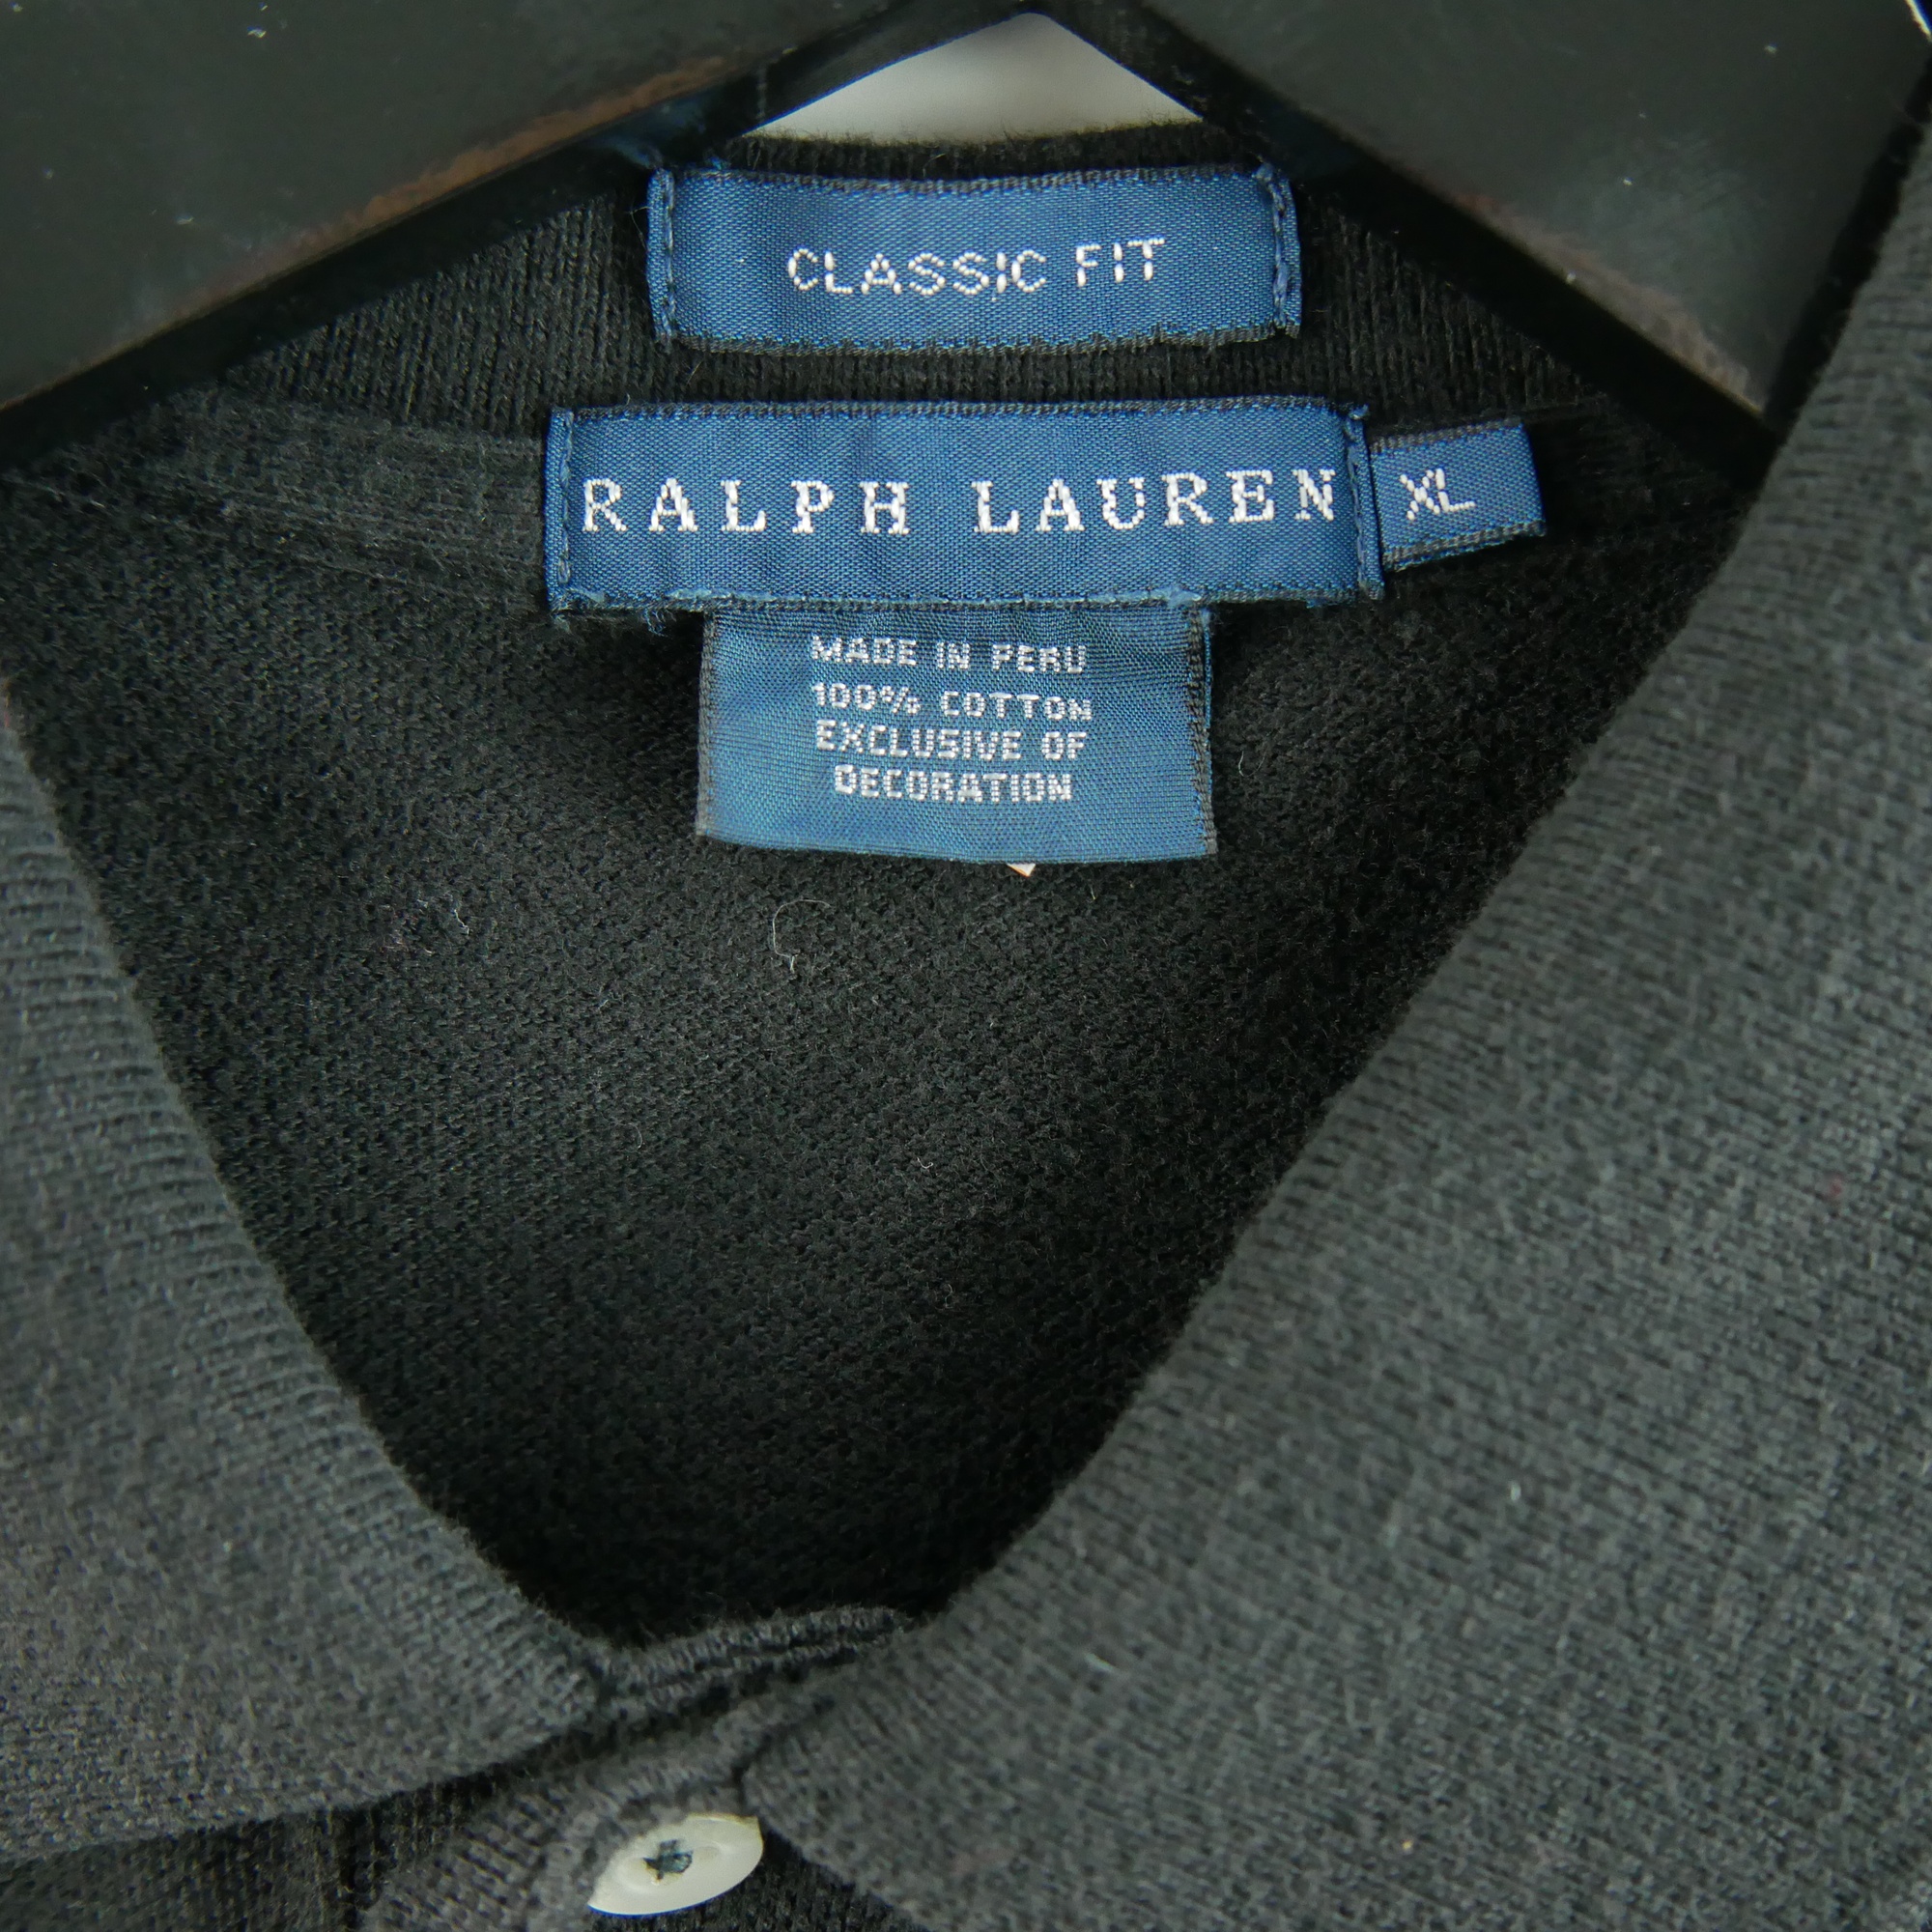 CLASSIC FIT
RALPH LAUREN XL
MADE IN PERU
100% COTTON
EXCLUSIVE OF
DECORATION